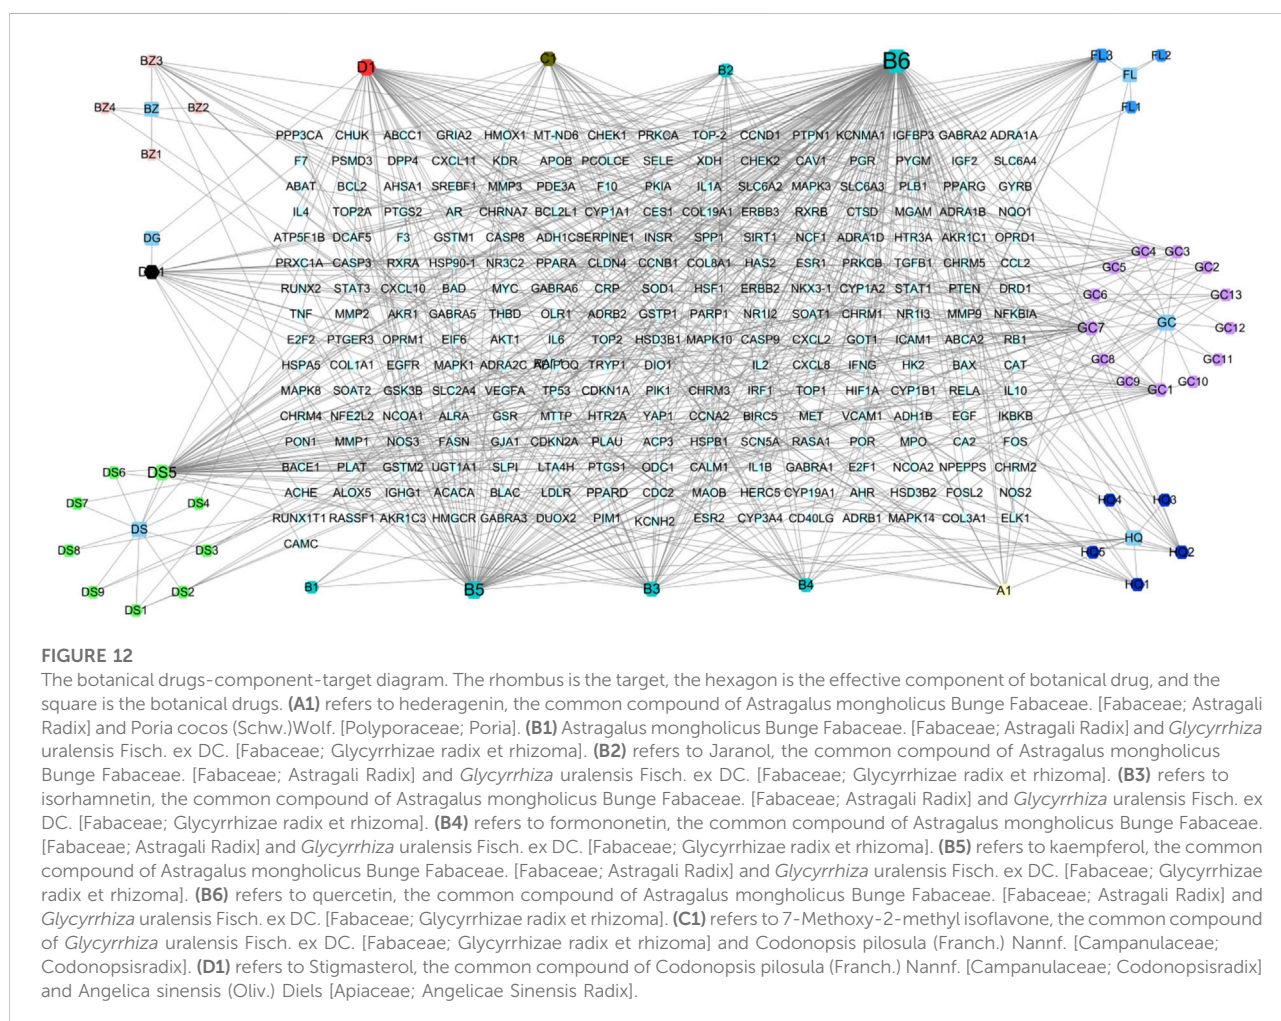 BZ3
D1
C1
B2
B6
FL3
FL2
FL
BZ4
BZ
BZ2
FL1
BZ1
PPP3CA CHUK ABCC1 GRIA2 HMOX1 MT-ND6 CHEK1 PRKCA TOP-2 CCND1 PTPN1 KCNMA1 IGFBP3 GABRA2 ADRA1A
F7 PSMD3 DPP4 CXCL11 KDR APOB PCOLCE SELE XDH CHEK2 CAV1 PGR PYGM IGF2 SLC6A4
ABAT BCL2 AHSA1 SREBF1 MMP3 PDE3A F10 PKIA IL1A SLC6A2 MAPK3 SLC6A3 PLB1 PPARG GYRB
IL4 TOP2A PTGS2 AR CHRNA7 BCL2L1 CYP1A1 CES1 COL19A1 ERBB3 RXRB CTSD MGAM ADRA1B NQO1
DG
ATP5F1B DCAF5 F3 GSTM1 CASP8 ADH1C SERPINE1 INSR SPP1 SIRT1 NCF1 ADRA1D HTR3A AKR1C1 OPRD1
GC4 GC3
PRXC1A CASP3 RXRA HSP90-1 NR3C2 PPARA CLDN4 CCNB1 COL8A1 HAS2 ESR1 PRKCB TGFB1 CHRM5 CCL2
GC5 GC2
RUNX2 STAT3 CXCL10 BAD MYC GABRA6 CRP SOD1 HSF1 ERBB2 NKX3-1 CYP1A2 STAT1 PTEN DRD1
GC6 GC13
TNF MMP2 AKR1 GABRA5 THBD OLR1 ADRB2 GSTP1 PARP1 NR1I2 SOAT1 CHRM1 NR1I3 MMP9 NFKBIA
GC7 GC GC12
E2F2 PTGER3 OPRM1 EIF6 AKT1 IL6 TOP2 HSD3B1 MAPK10 CASP9 CXCL2 GOT1 ICAM1 ABCA2 RB1
GC8 GC11
HSPA5 COL1A1 EGFR MAPK1 ADRA2C TRYP1 DIO1 IL2 CXCL8 IFNG HK2 BAX CAT
GC9 GC1 GC10
MAPK8 SOAT2 GSK3B SLC2A4 VEGFA TP53 CDKN1A PIK1 CHRM3 IRF1 TOP1 HIF1A CYP1B1 RELA IL10
CHRM4 NFE2L2 NCOA1 ALRA GSR MTTP HTR2A YAP1 CCNA2 BIRC5 MET VCAM1 ADH1B EGF IKBKB
PON1 MMP1 NOS3 FASN GJA1 CDKN2A PLAU ACP3 HSPB1 SCN5A RASA1 POR MPO CA2 FOS
DS6 DS5
BACE1 PLAT GSTM2 UGT1A1 SLPI LTA4H PTGS1 ODC1 CALM1 IL1B GABRA1 E2F1 NCOA2 NPEPPS CHRM2
DS7 DS4
ACHE ALOX5 IGHG1 ACACA BLAC LDLR PPARD CDC2 MAOB HERC5 CYP19A1 AHR HSD3B2 FOSL2 NOS2
HQ4 HQ3
RUNX1T1 RASSF1 AKR1C3 HMGCR GABRA3 DUOX2 PIM1 KCNH2 ESR2 CYP3A4 CD40LG ADRB1 MAPK14 COL3A1 ELK1
DS HQ
CAMC
DS8 DS3 HQ5 HQ2
DS9 DS2 B1 B5 B3 B4 A1 HQ1
DS1
FIGURE 12
The botanical drugs-component-target diagram. The rhombus is the target, the hexagon is the effective component of botanical drug, and the
square is the botanical drugs. (A1) refers to hederagenin, the common compound of Astragalus mongholicus Bunge Fabaceae. [Fabaceae; Astragali
Radix] and Poria cocos (Schw.)Wolf. [Polyporaceae; Poria]. (B1) Astragalus mongholicus Bunge Fabaceae. [Fabaceae; Astragali Radix] and Glycyrrhiza
uralensis Fisch. ex DC. [Fabaceae; Glycyrrhizae radix et rhizoma]. (B2) refers to Jaranol, the common compound of Astragalus mongholicus
Bunge Fabaceae. [Fabaceae; Astragali Radix] and Glycyrrhiza uralensis Fisch. ex DC. [Fabaceae; Glycyrrhizae radix et rhizoma]. (B3) refers to
isorhamnetin, the common compound of Astragalus mongholicus Bunge Fabaceae. [Fabaceae; Astragali Radix] and Glycyrrhiza uralensis Fisch. ex
DC. [Fabaceae; Glycyrrhizae radix et rhizoma]. (B4) refers to formononetin, the common compound of Astragalus mongholicus Bunge Fabaceae.
[Fabaceae; Astragali Radix] and Glycyrrhiza uralensis Fisch. ex DC. [Fabaceae; Glycyrrhizae radix et rhizoma]. (B5) refers to kaempferol, the common
compound of Astragalus mongholicus Bunge Fabaceae. [Fabaceae; Astragali Radix] and Glycyrrhiza uralensis Fisch. ex DC. [Fabaceae; Glycyrrhizae
radix et rhizoma]. (B6) refers to quercetin, the common compound of Astragalus mongholicus Bunge Fabaceae. [Fabaceae; Astragali Radix] and
Glycyrrhiza uralensis Fisch. ex DC. [Fabaceae; Glycyrrhizae radix et rhizoma]. (C1) refers to 7-Methoxy-2-methyl isoflavone, the common compound
of Glycyrrhiza uralensis Fisch. ex DC. [Fabaceae; Glycyrrhizae radix et rhizoma] and Codonopsis pilosula (Franch.) Nannf. [Campanulaceae;
Codonopsisradix]. (D1) refers to Stigmasterol, the common compound of Codonopsis pilosula (Franch.) Nannf. [Campanulaceae; Codonopsisradix]
and Angelica sinensis (Oliv.) Diels [Apiaceae; Angelicae Sinensis Radix].